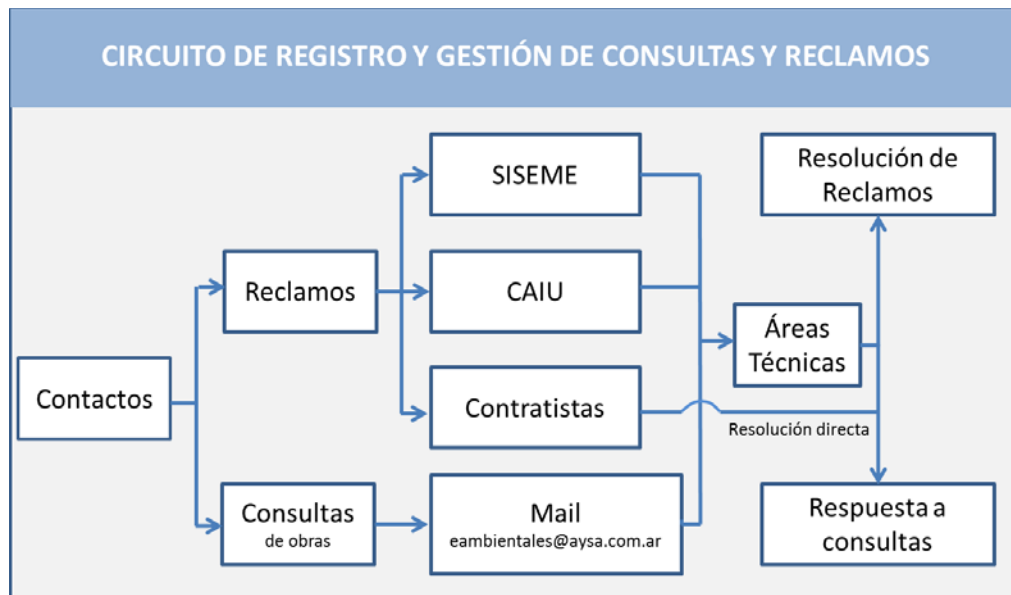 CIRCUITO DE REGISTRO Y GESTIÓN DE CONSULTAS Y RECLAMOS
Contactos
Reclamos
Consultas
de obras
SISEME
CAIU
Contratistas
Mail
eambientales@aysa.com.ar
Áreas
Técnicas
Resolución directa
Resolución de
Reclamos
Respuesta a
consultas